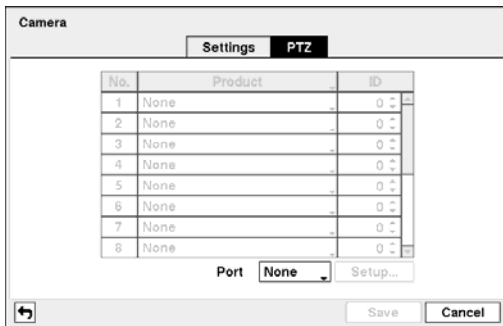 Camera
Settings PTZ
No. Product ID
1 None 0
2 None 0
3 None 0
4 None 0
5 None 0
6 None 0
7 None 0
8 None 0
Port None Setup...
Save Cancel